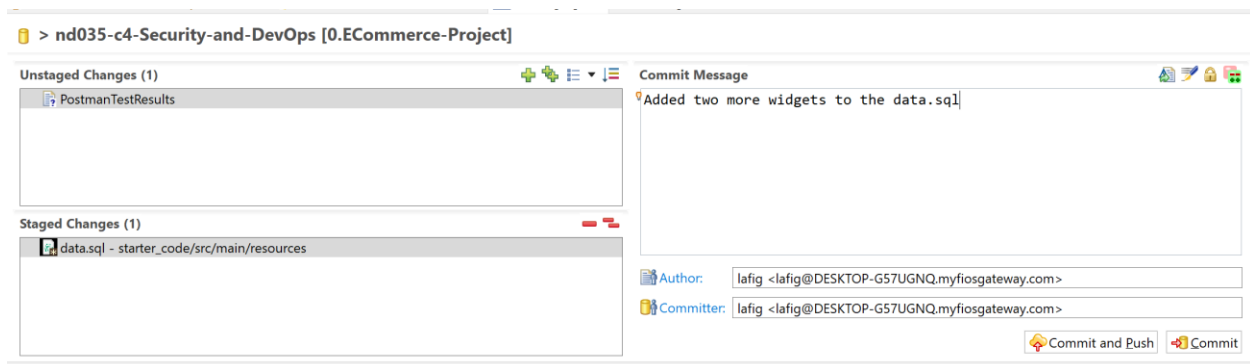 > nd035-c4-Security-and-DevOps [0.ECommerce-Project]
Unstaged Changes (1)
PostmanTestResults
Staged Changes (1)
data.sql - starter_code/src/main/resources
Commit Message
Added two more widgets to the data.sql
Author: lafig <lafig@DESKTOP-G57UGNQ.myfiosgateway.com>
Committer: lafig <lafig@DESKTOP-G57UGNQ.myfiosgateway.com>
Commit and Push Commit